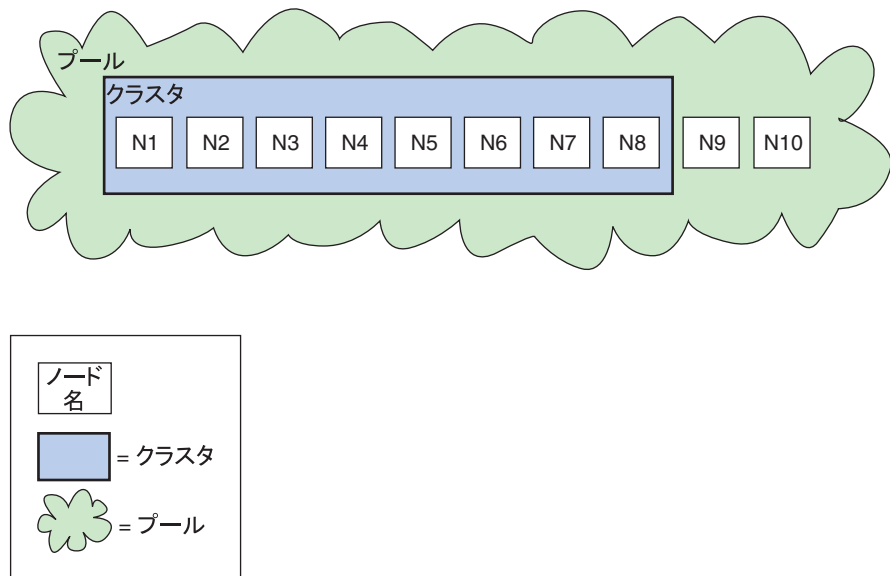 プール
クラスタ
N1 N2 N3 N4 N5 N6 N7 N8 N9 N10
ノード
名
= クラスタ
= プール